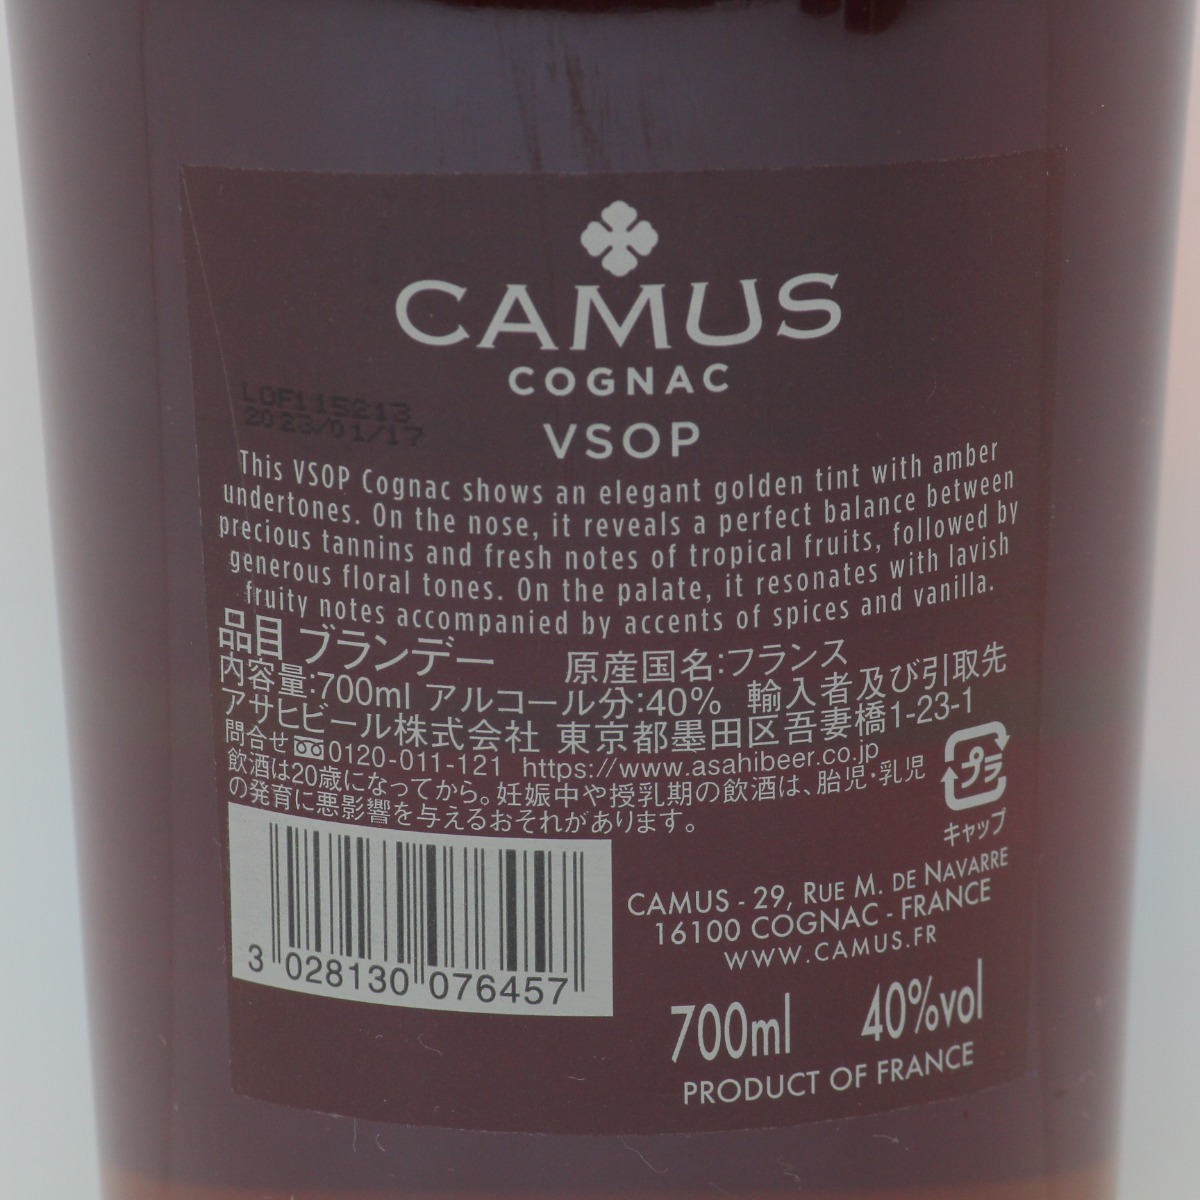 CAMUS
COGNAC
VSOP
LOF115213
2023/01/17
This VSOP Cognac shows an elegant golden tint with amber
undertones. On the nose, it reveals a perfect balance between
precious tannins and fresh notes of tropical fruits, followed by
generous floral tones. On the palate, it resonates with lavish
fruity notes accompanied by accents of spices and vanilla.
品目 ブランデー 原産国名:フランス
内容量:700ml アルコール分:40% 輸入者及び引取先
アサヒビール株式会社 東京都墨田区吾妻橋1-23-1
問合せ 0120-011-121 https://www.asahibeer.co.jp
飲酒は20歳になってから。妊娠中や授乳期の飲酒は、胎児・乳児
の発育に悪影響を与えるおそれがあります。
プラ
キャップ
CAMUS - 29, RUE M. DE NAVARRE
16100 COGNAC - FRANCE
WWW.CAMUS.FR
3 028130 076457
700ml 40%vol
PRODUCT OF FRANCE